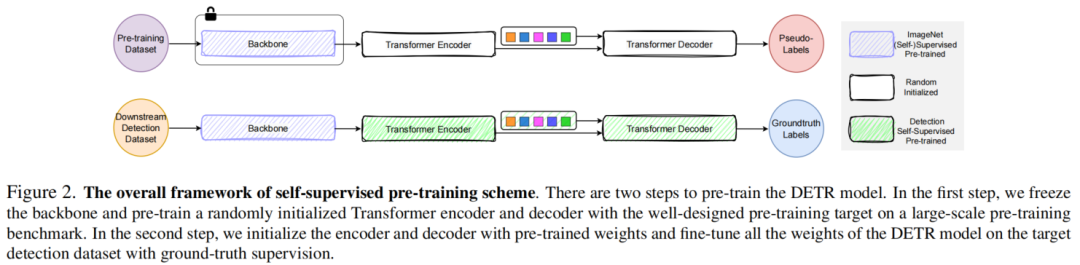 Pre-training
Dataset
Backbone
Transformer Encoder
Transformer Decoder
Pseudo-
Labels
Downstream
Detection
Dataset
Backbone
Transformer Encoder
Transformer Decoder
Groundtruth
Labels
ImageNet
(Self-)Supervised
Pre-trained
Random
Initialized
Detection
Self-Supervised
Pre-trained
Figure 2. The overall framework of self-supervised pre-training scheme. There are two steps to pre-train the DETR model. In the first step, we freeze
the backbone and pre-train a randomly initialized Transformer encoder and decoder with the well-designed pre-training target on a large-scale pre-training
benchmark. In the second step, we initialize the encoder and decoder with pre-trained weights and fine-tune all the weights of the DETR model on the target
detection dataset with ground-truth supervision.